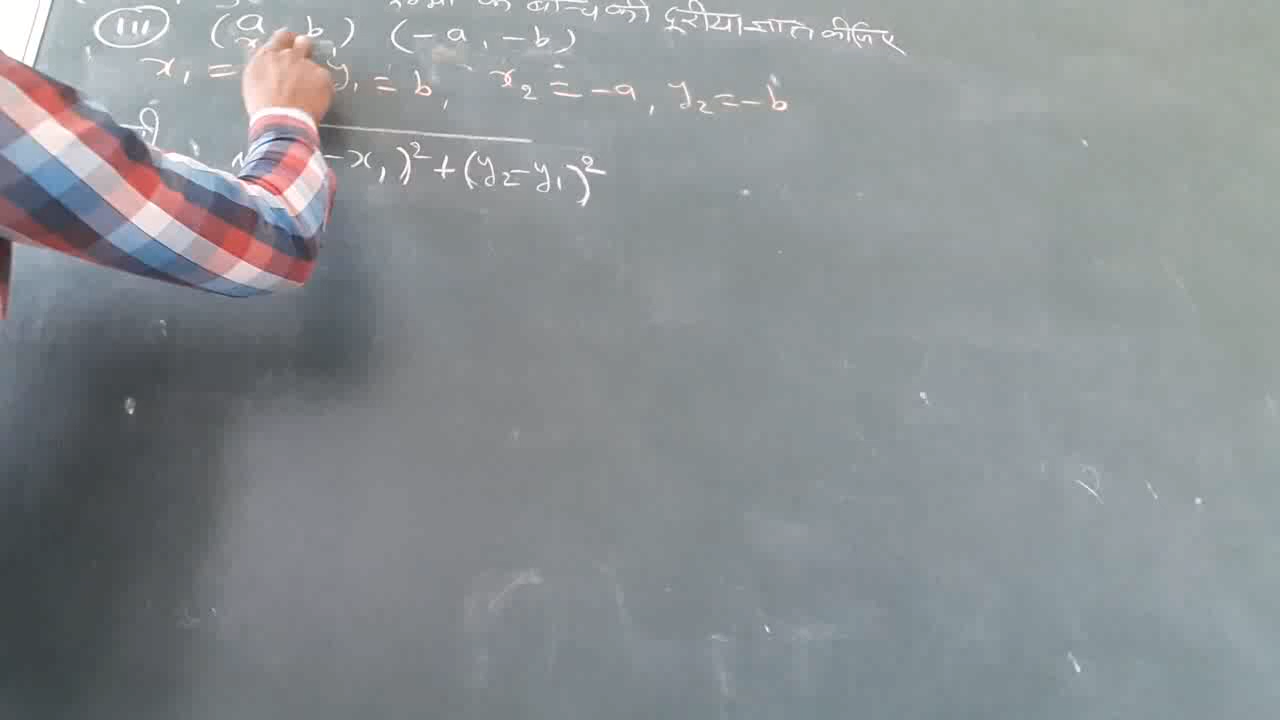 के बीच की दूरीया ज्ञात कीजिए
(iii) (a, b) (-a, -b)
x₁ = y₁ = b, x₂ = -a, y₂ = -b
-x₁)² + (y₂ - y₁)²